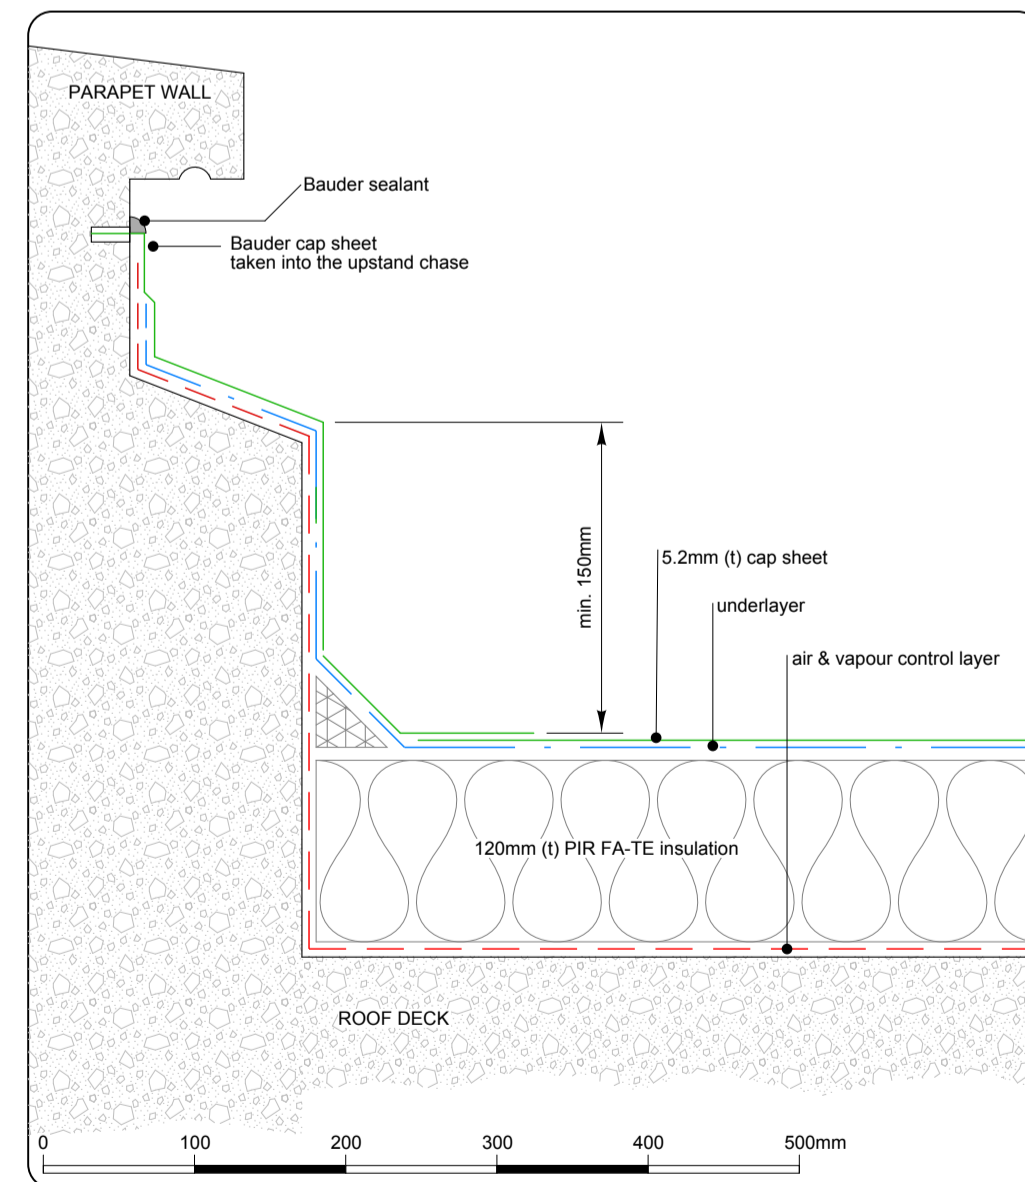 PARAPET WALL
Bauder sealant
Bauder cap sheet
taken into the upstand chase
min. 150mm
5.2mm (t) cap sheet
underlayer
air & vapour control layer
120mm (t) PIR FA-TE insulation
ROOF DECK
0 100 200 300 400 500mm